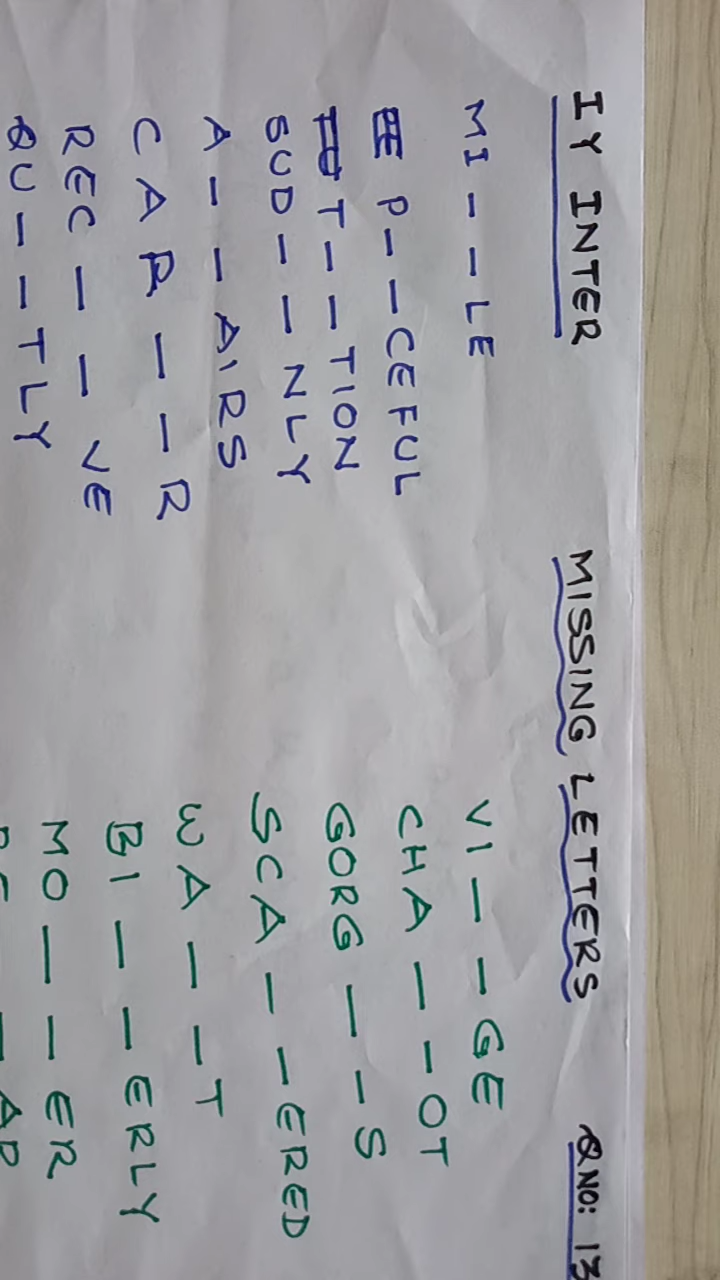 IY INTER MISSING LETTERS Q NO: 13
MI - - LE VI - - GE
P - - CEFUL CHA - - OT
T - - TION GORG - - S
SUD - - NLY SCA - - ERED
A - - AIRS WA - - T
CAR - - R BI - - ERLY
REC - - VE MO - - ER
QU - - TLY